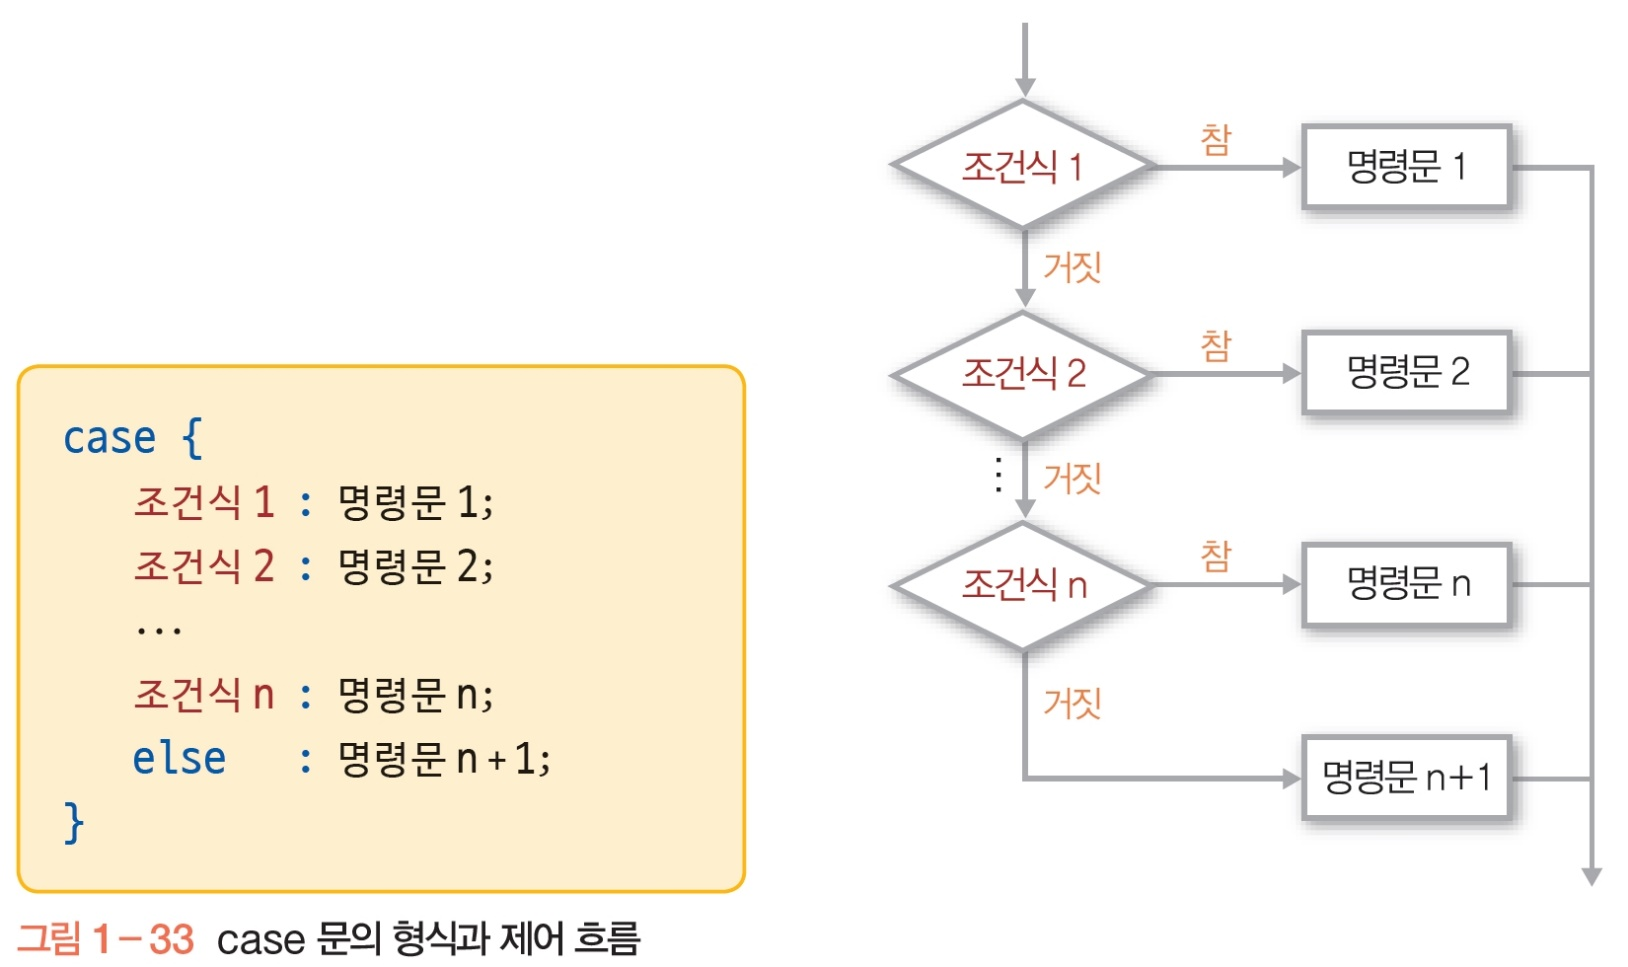 case {
조건식 1 : 명령문 1;
조건식 2 : 명령문 2;
...
조건식 n : 명령문 n;
else : 명령문 n + 1;
}
그림 1-33 case 문의 형식과 제어 흐름
조건식 1
참
명령문 1
거짓
조건식 2
참
명령문 2
⋮
거짓
조건식 n
참
명령문 n
거짓
명령문 n+1